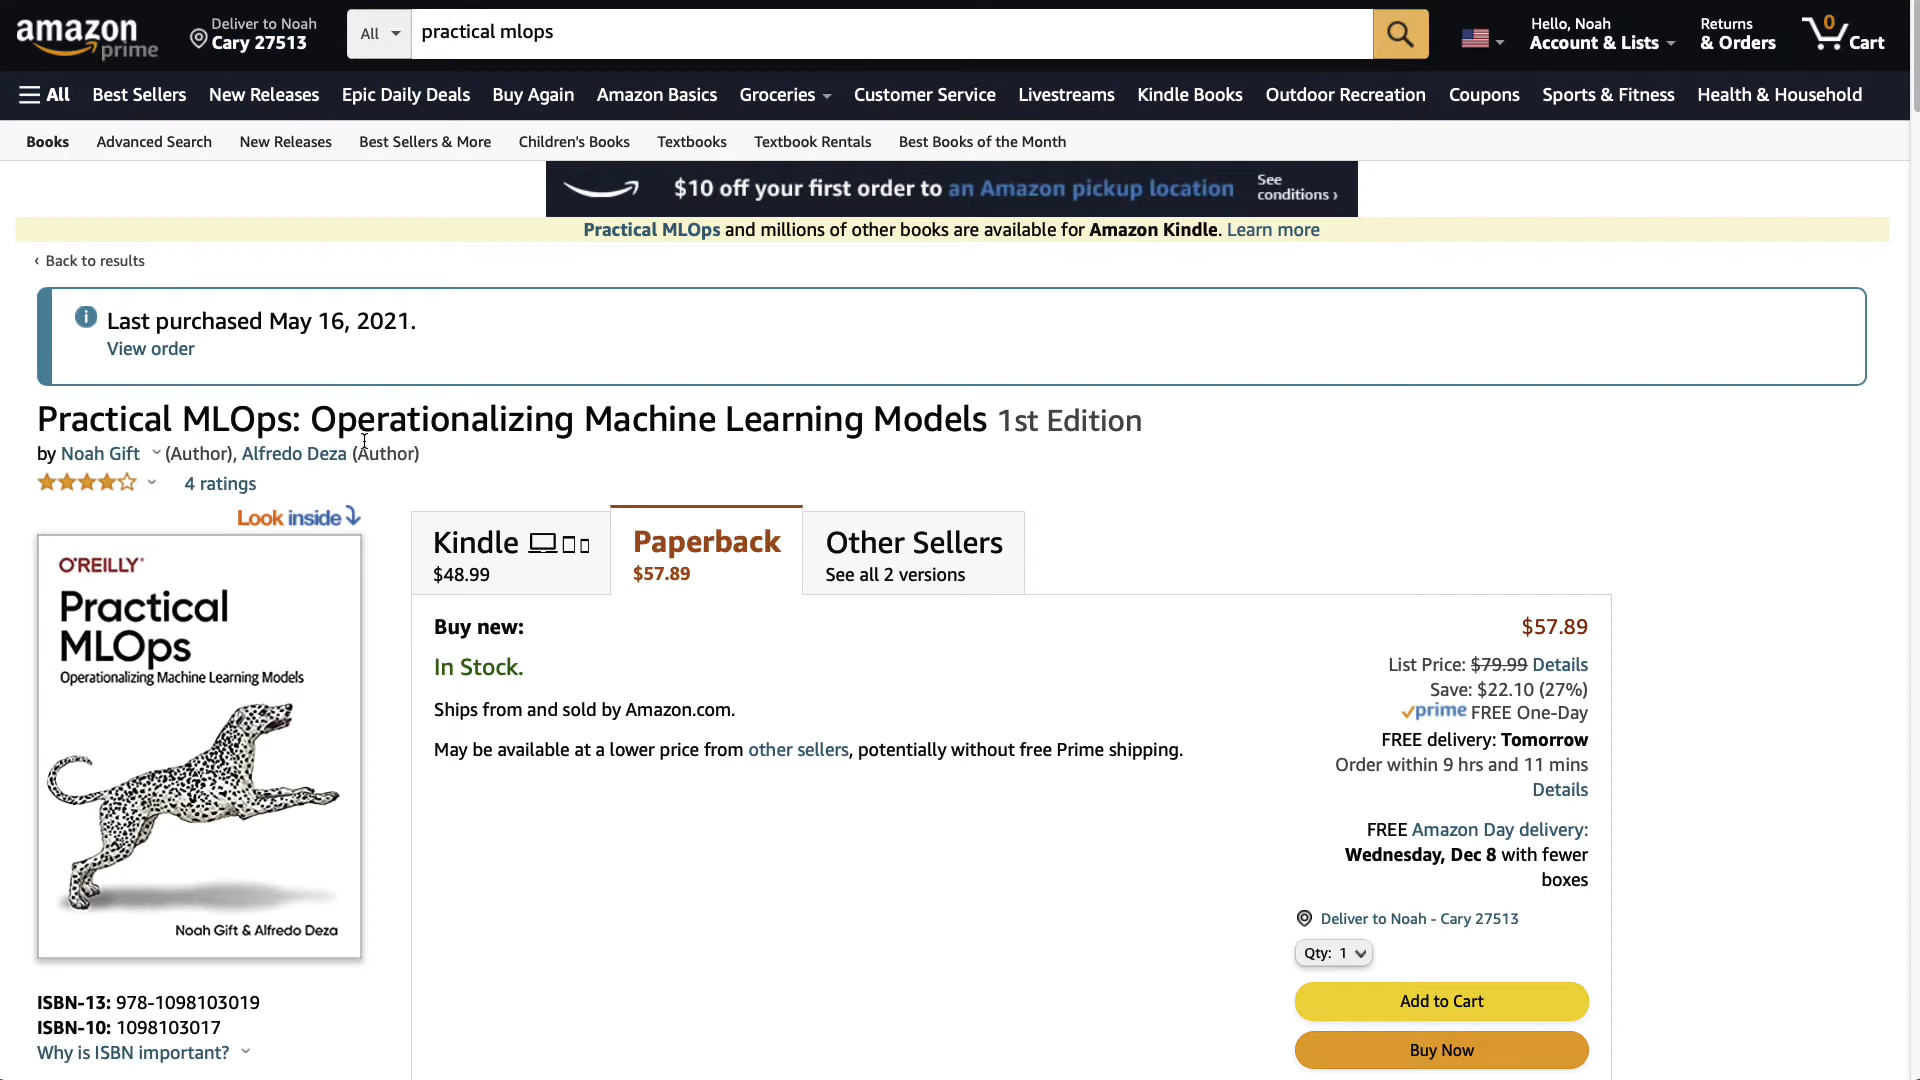 amazon prime
Deliver to Noah
Cary 27513
All
practical mlops
Hello, Noah
Account & Lists
Returns
& Orders
0
Cart
All
Best Sellers
New Releases
Epic Daily Deals
Buy Again
Amazon Basics
Groceries
Customer Service
Livestreams
Kindle Books
Outdoor Recreation
Coupons
Sports & Fitness
Health & Household
Books
Advanced Search
New Releases
Best Sellers & More
Children's Books
Textbooks
Textbook Rentals
Best Books of the Month
$10 off your first order to an Amazon pickup location
See
conditions ›
Practical MLOps and millions of other books are available for Amazon Kindle. Learn more
‹ Back to results
Last purchased May 16, 2021.
View order
Practical MLOps: Operationalizing Machine Learning Models 1st Edition
by Noah Gift (Author), Alfredo Deza (Author)
4 ratings
Look inside
O'REILLY®
Practical
MLOps
Operationalizing Machine Learning Models
Noah Gift & Alfredo Deza
ISBN-13: 978-1098103019
ISBN-10: 1098103017
Why is ISBN important?
Kindle
$48.99
Paperback
$57.89
Other Sellers
See all 2 versions
Buy new:
In Stock.
Ships from and sold by Amazon.com.
May be available at a lower price from other sellers, potentially without free Prime shipping.
$57.89
List Price: $79.99 Details
Save: $22.10 (27%)
prime FREE One-Day
FREE delivery: Tomorrow
Order within 9 hrs and 11 mins
Details
FREE Amazon Day delivery:
Wednesday, Dec 8 with fewer
boxes
Deliver to Noah - Cary 27513
Qty: 1
Add to Cart
Buy Now